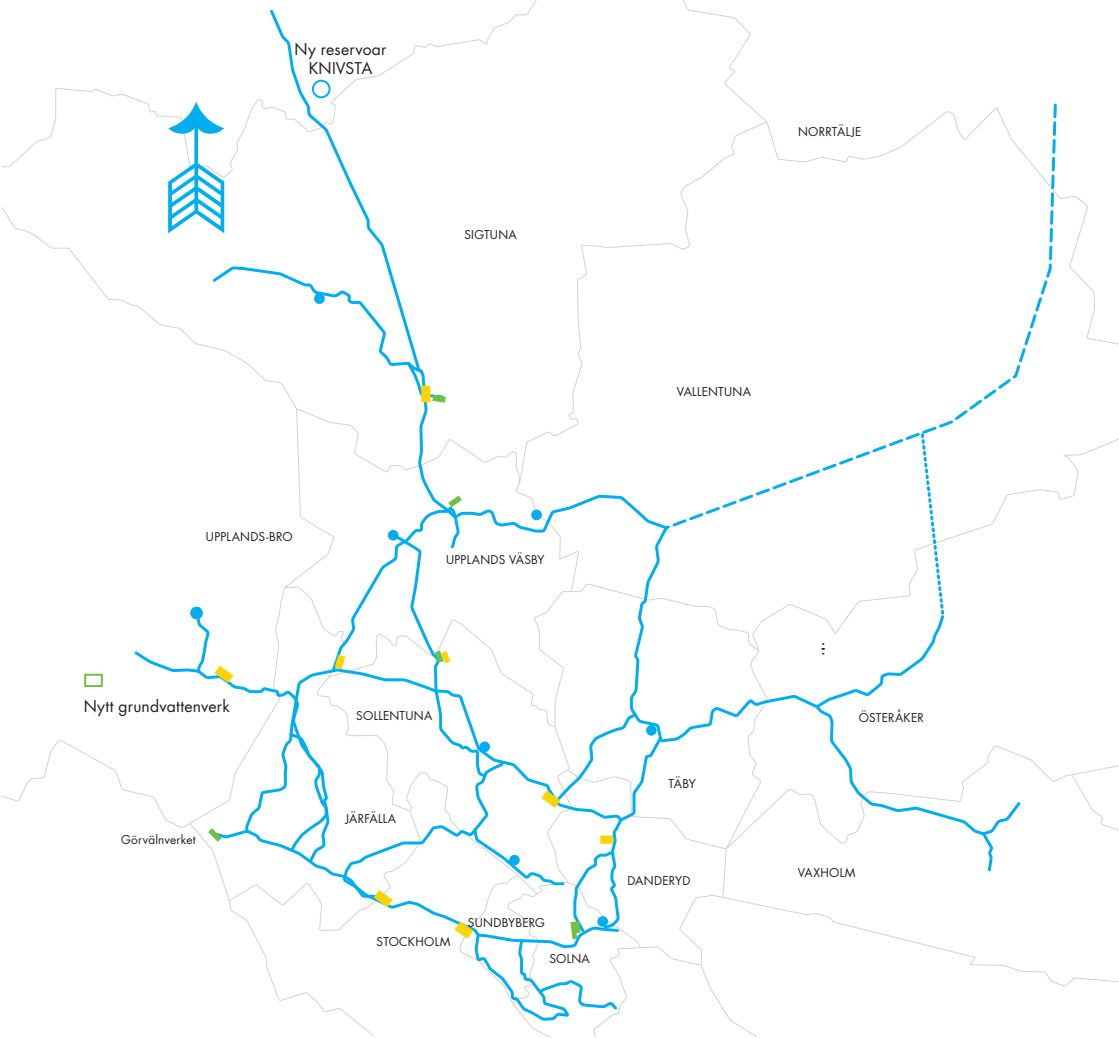 Ny reservoar
KNIVSTA
NORRTÄLJE
SIGTUNA
VALLENTUNA
UPPLANDS-BRO
UPPLANDS VÄSBY
Nytt grundvattenverk
SOLLENTUNA
ÖSTERÅKER
TÄBY
JÄRFÄLLA
Görvälnverket
VAXHOLM
DANDERYD
SUNDBYBERG
STOCKHOLM
SOLNA